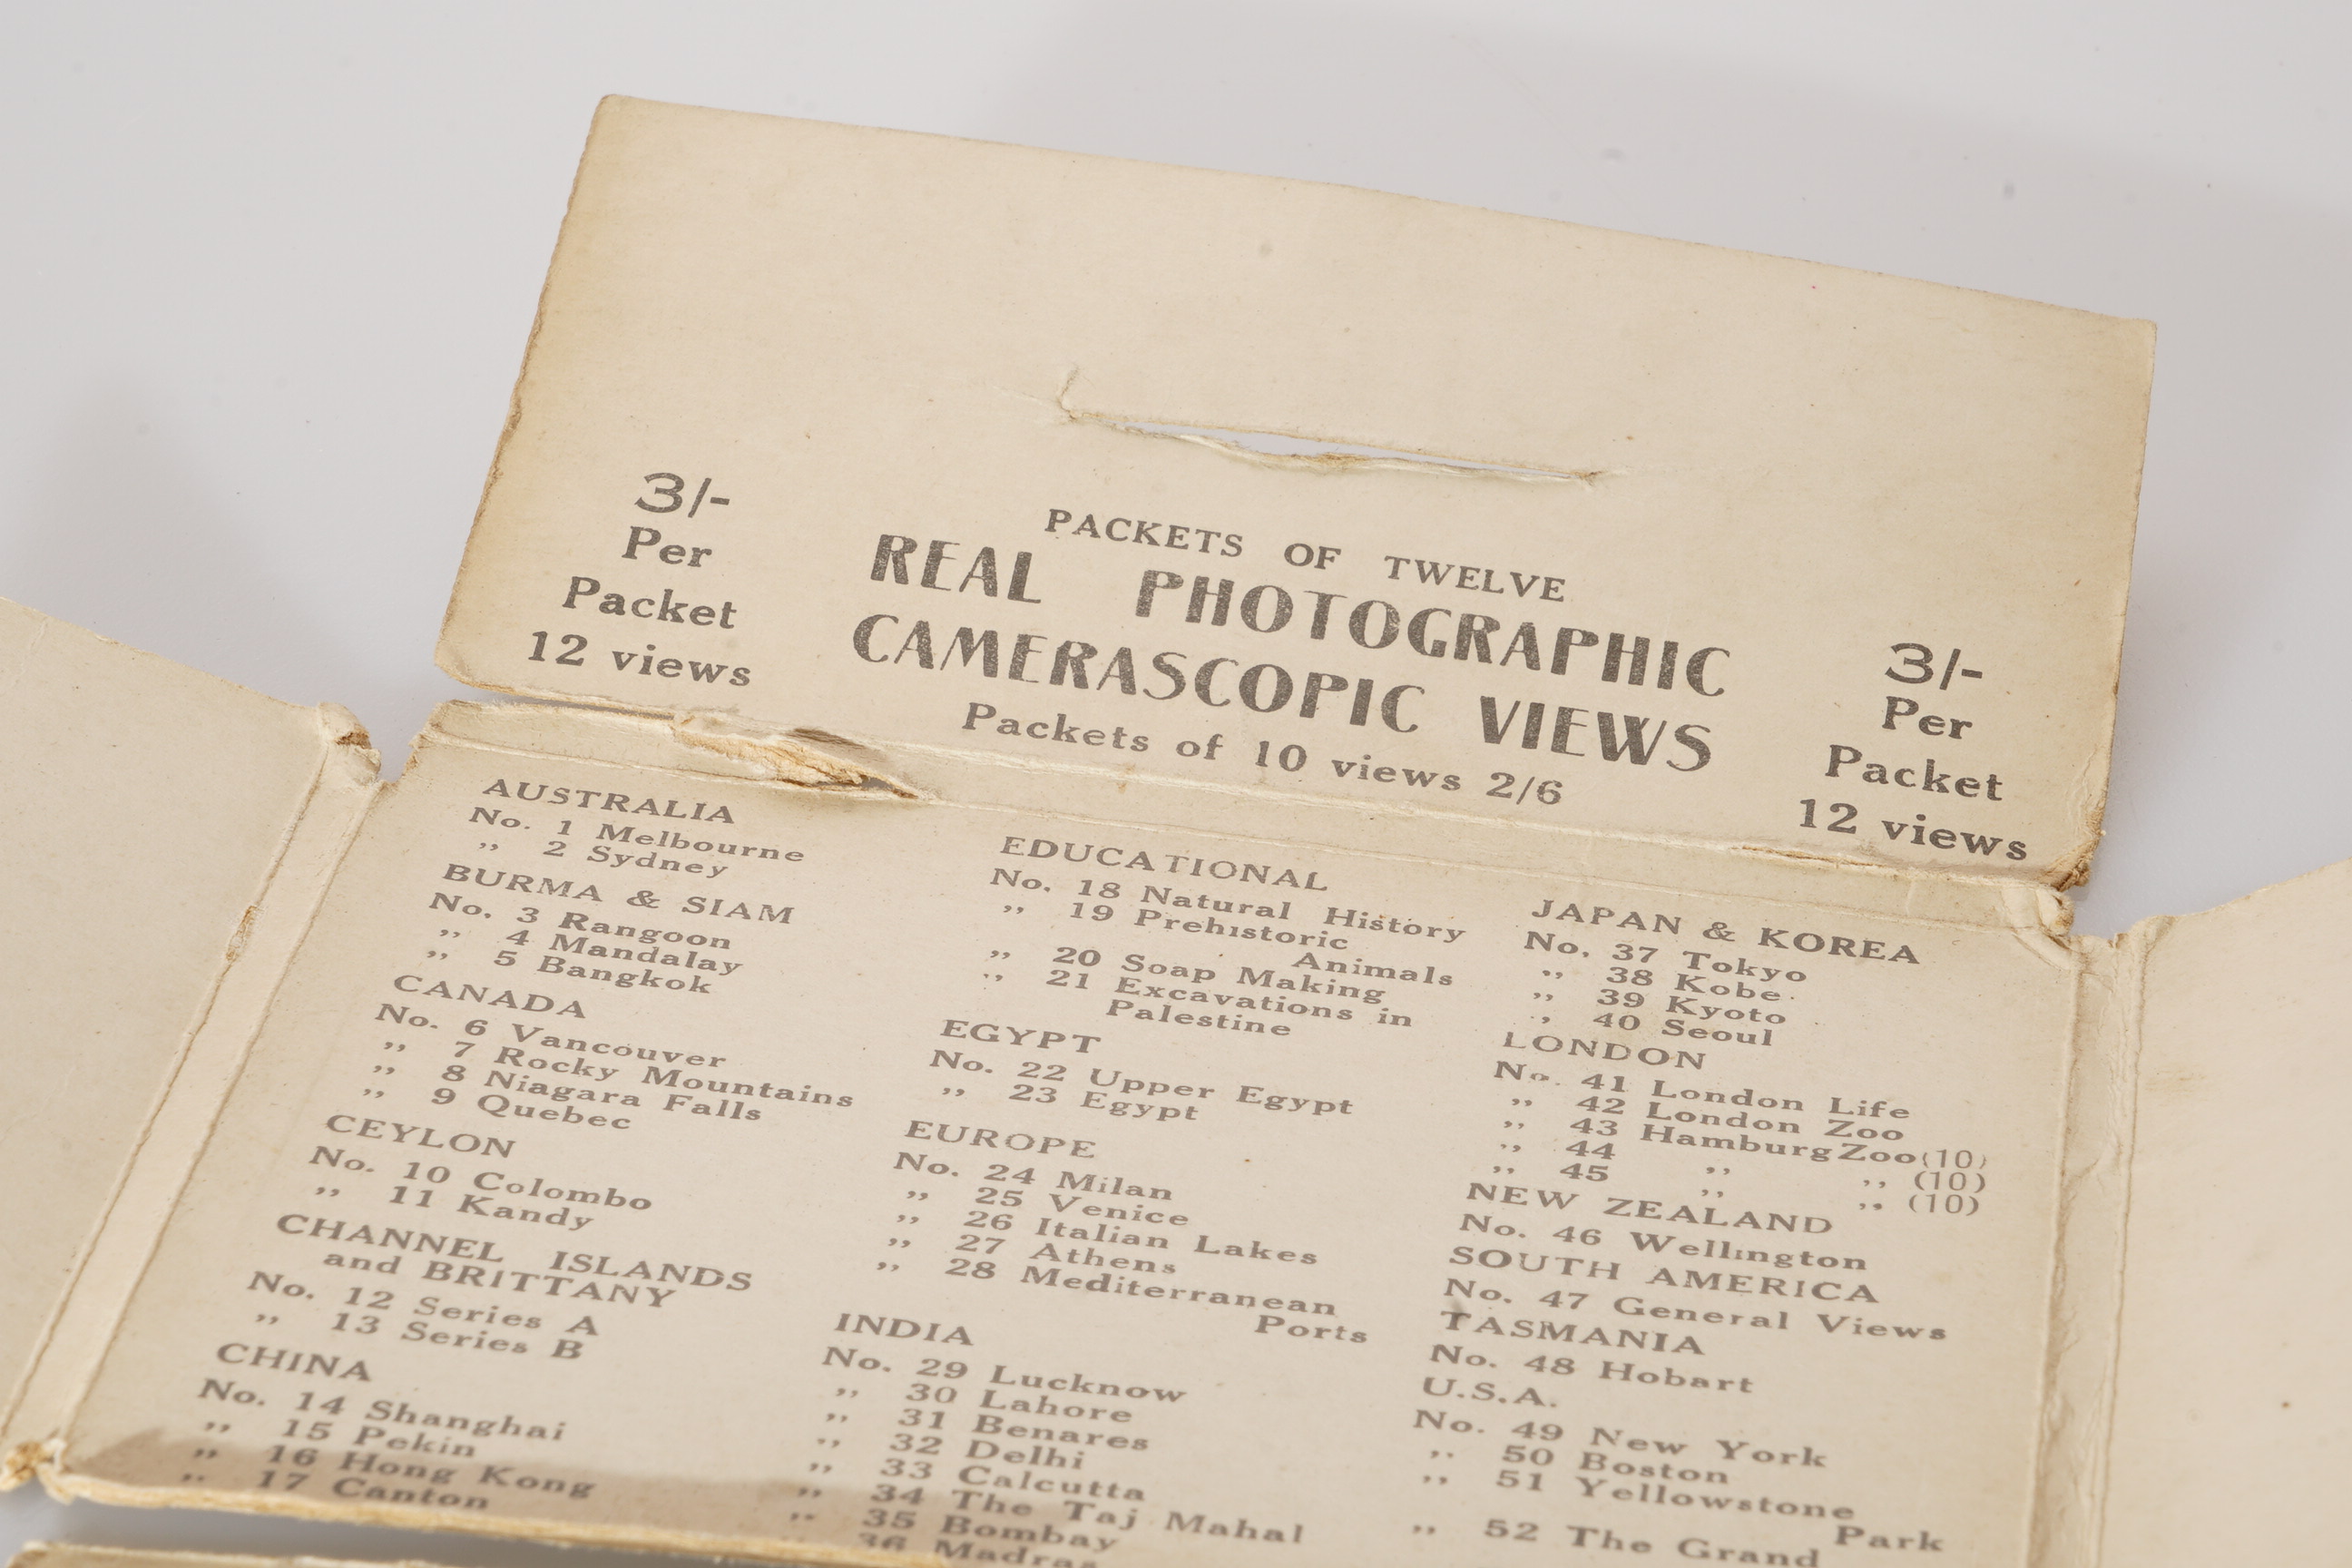 3/-
Per
Packet
12 views
PACKETS OF TWELVE
REAL PHOTOGRAPHIC
CAMERASCOPIC VIEWS
Packets of 10 views 2/6
3/-
Per
Packet
12 views
AUSTRALIA
No. 1 Melbourne
„ 2 Sydney
BURMA & SIAM
No. 3 Rangoon
„ 4 Mandalay
„ 5 Bangkok
CANADA
No. 6 Vancouver
„ 7 Rocky Mountains
„ 8 Niagara Falls
„ 9 Quebec
CEYLON
No. 10 Colombo
„ 11 Kandy
CHANNEL ISLANDS
and BRITTANY
No. 12 Series A
„ 13 Series B
CHINA
No. 14 Shanghai
„ 15 Pekin
„ 16 Hong Kong
„ 17 Canton
EDUCATIONAL
No. 18 Natural History
„ 19 Prehistoric
Animals
„ 20 Soap Making
„ 21 Excavations in
Palestine
EGYPT
No. 22 Upper Egypt
„ 23 Egypt
EUROPE
No. 24 Milan
„ 25 Venice
„ 26 Italian Lakes
„ 27 Athens
„ 28 Mediterranean
Ports
INDIA
No. 29 Lucknow
„ 30 Lahore
„ 31 Benares
„ 32 Delhi
„ 33 Calcutta
„ 34 The Taj Mahal
„ 35 Bombay
„ 36 Madras
JAPAN & KOREA
No. 37 Tokyo
„ 38 Kobe
„ 39 Kyoto
„ 40 Seoul
LONDON
No. 41 London Life
„ 42 London Zoo
„ 43 Hamburg Zoo (10)
„ 44 „ „ (10)
„ 45 „ „ (10)
NEW ZEALAND
No. 46 Wellington
SOUTH AMERICA
No. 47 General Views
TASMANIA
No. 48 Hobart
U.S.A.
No. 49 New York
„ 50 Boston
„ 51 Yellowstone
Park
„ 52 The Grand